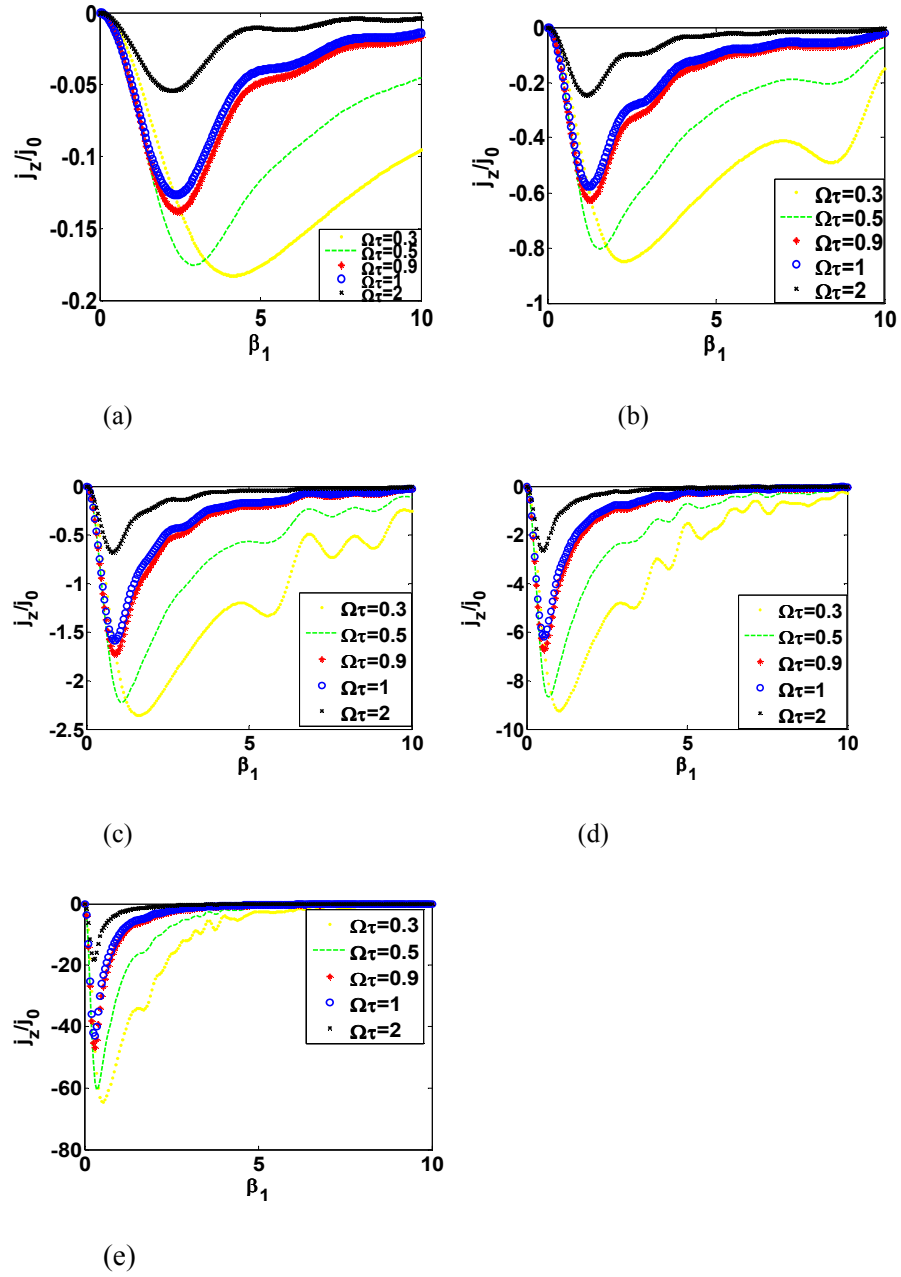 0
-0.05
-0.1
-0.15
-0.2
0 5 10
j_z/j_0
β_1
Ωτ=0.3
Ωτ=0.5
Ωτ=0.9
Ωτ=1
Ωτ=2
(a)
0
-0.2
-0.4
-0.6
-0.8
-1
0 5 10
j_z/j_0
β_1
Ωτ=0.3
Ωτ=0.5
Ωτ=0.9
Ωτ=1
Ωτ=2
(b)
0
-0.5
-1
-1.5
-2
-2.5
0 5 10
j_z/j_0
β_1
Ωτ=0.3
Ωτ=0.5
Ωτ=0.9
Ωτ=1
Ωτ=2
(c)
0
-2
-4
-6
-8
-10
0 5 10
j_z/j_0
β_1
Ωτ=0.3
Ωτ=0.5
Ωτ=0.9
Ωτ=1
Ωτ=2
(d)
0
-20
-40
-60
-80
0 5 10
j_z/j_0
β_1
Ωτ=0.3
Ωτ=0.5
Ωτ=0.9
Ωτ=1
Ωτ=2
(e)